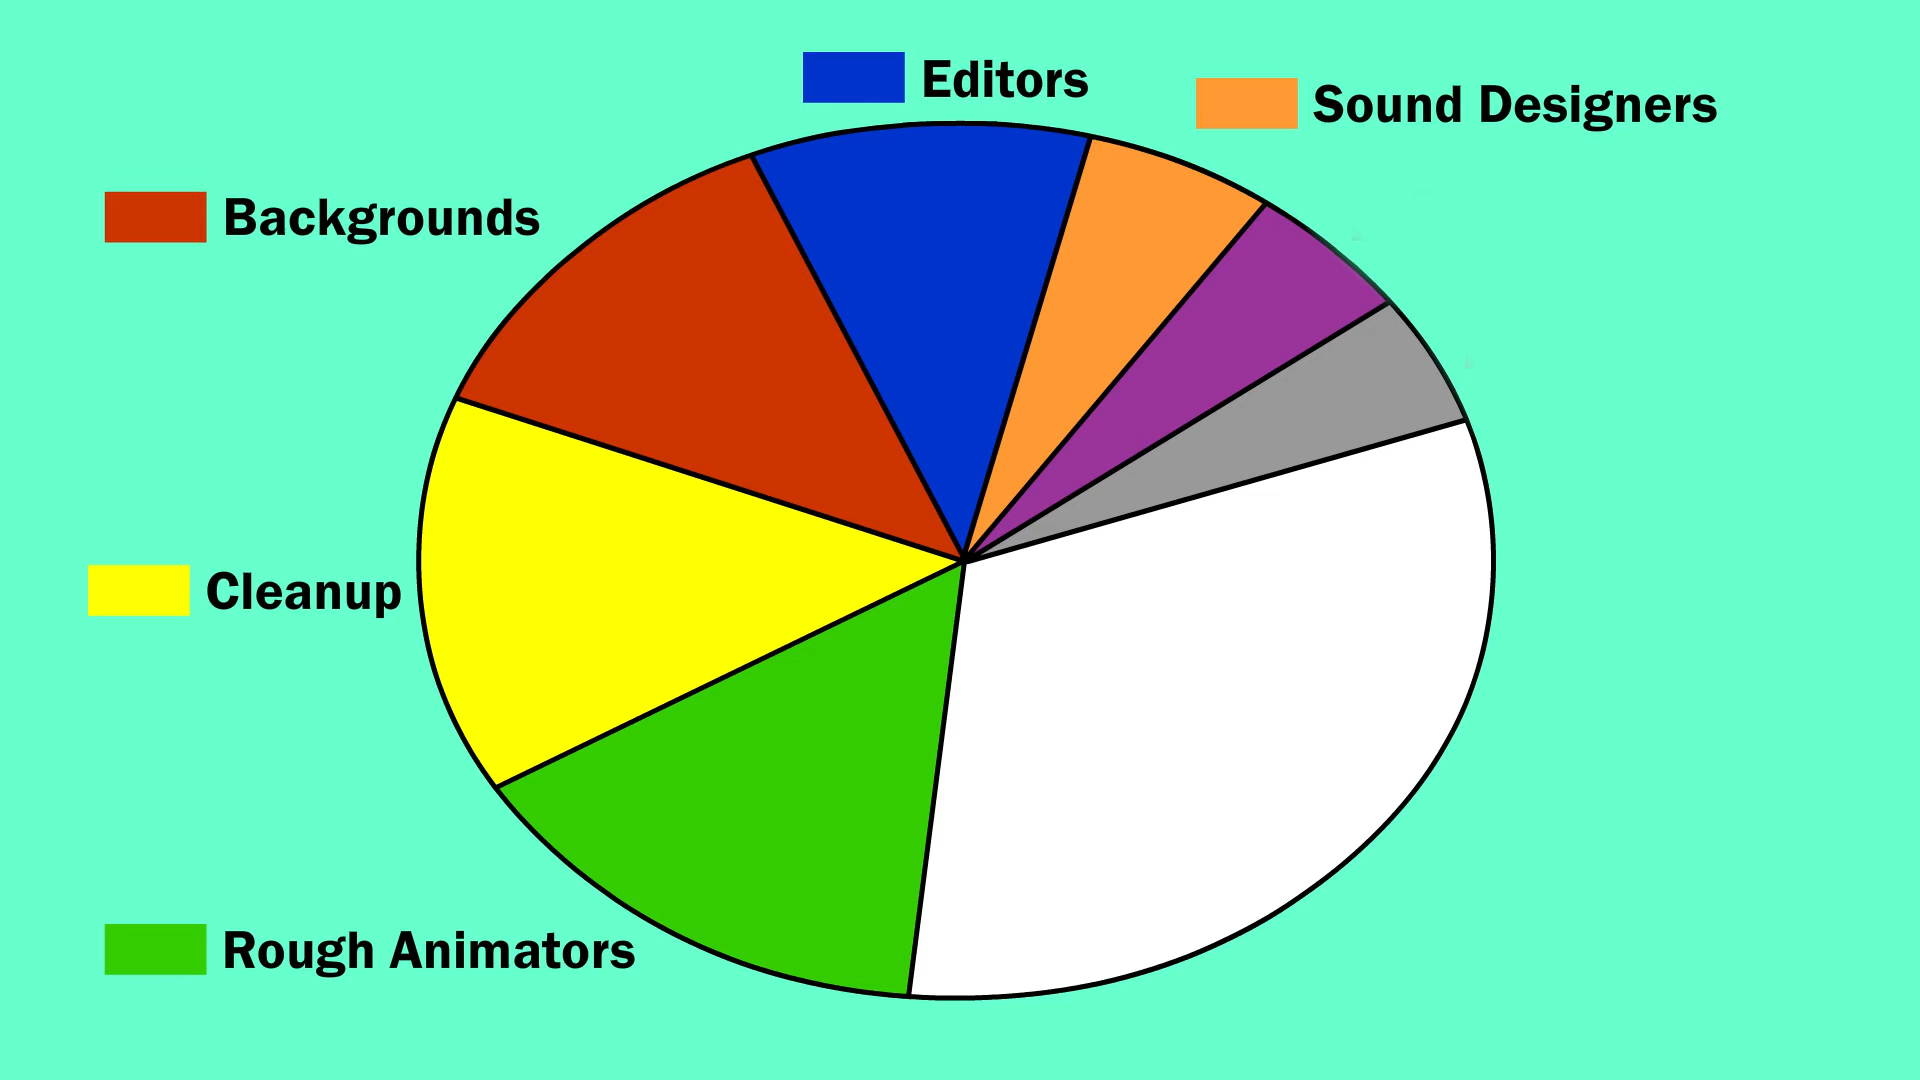 Editors
Sound Designers
Backgrounds
Cleanup
Rough Animators